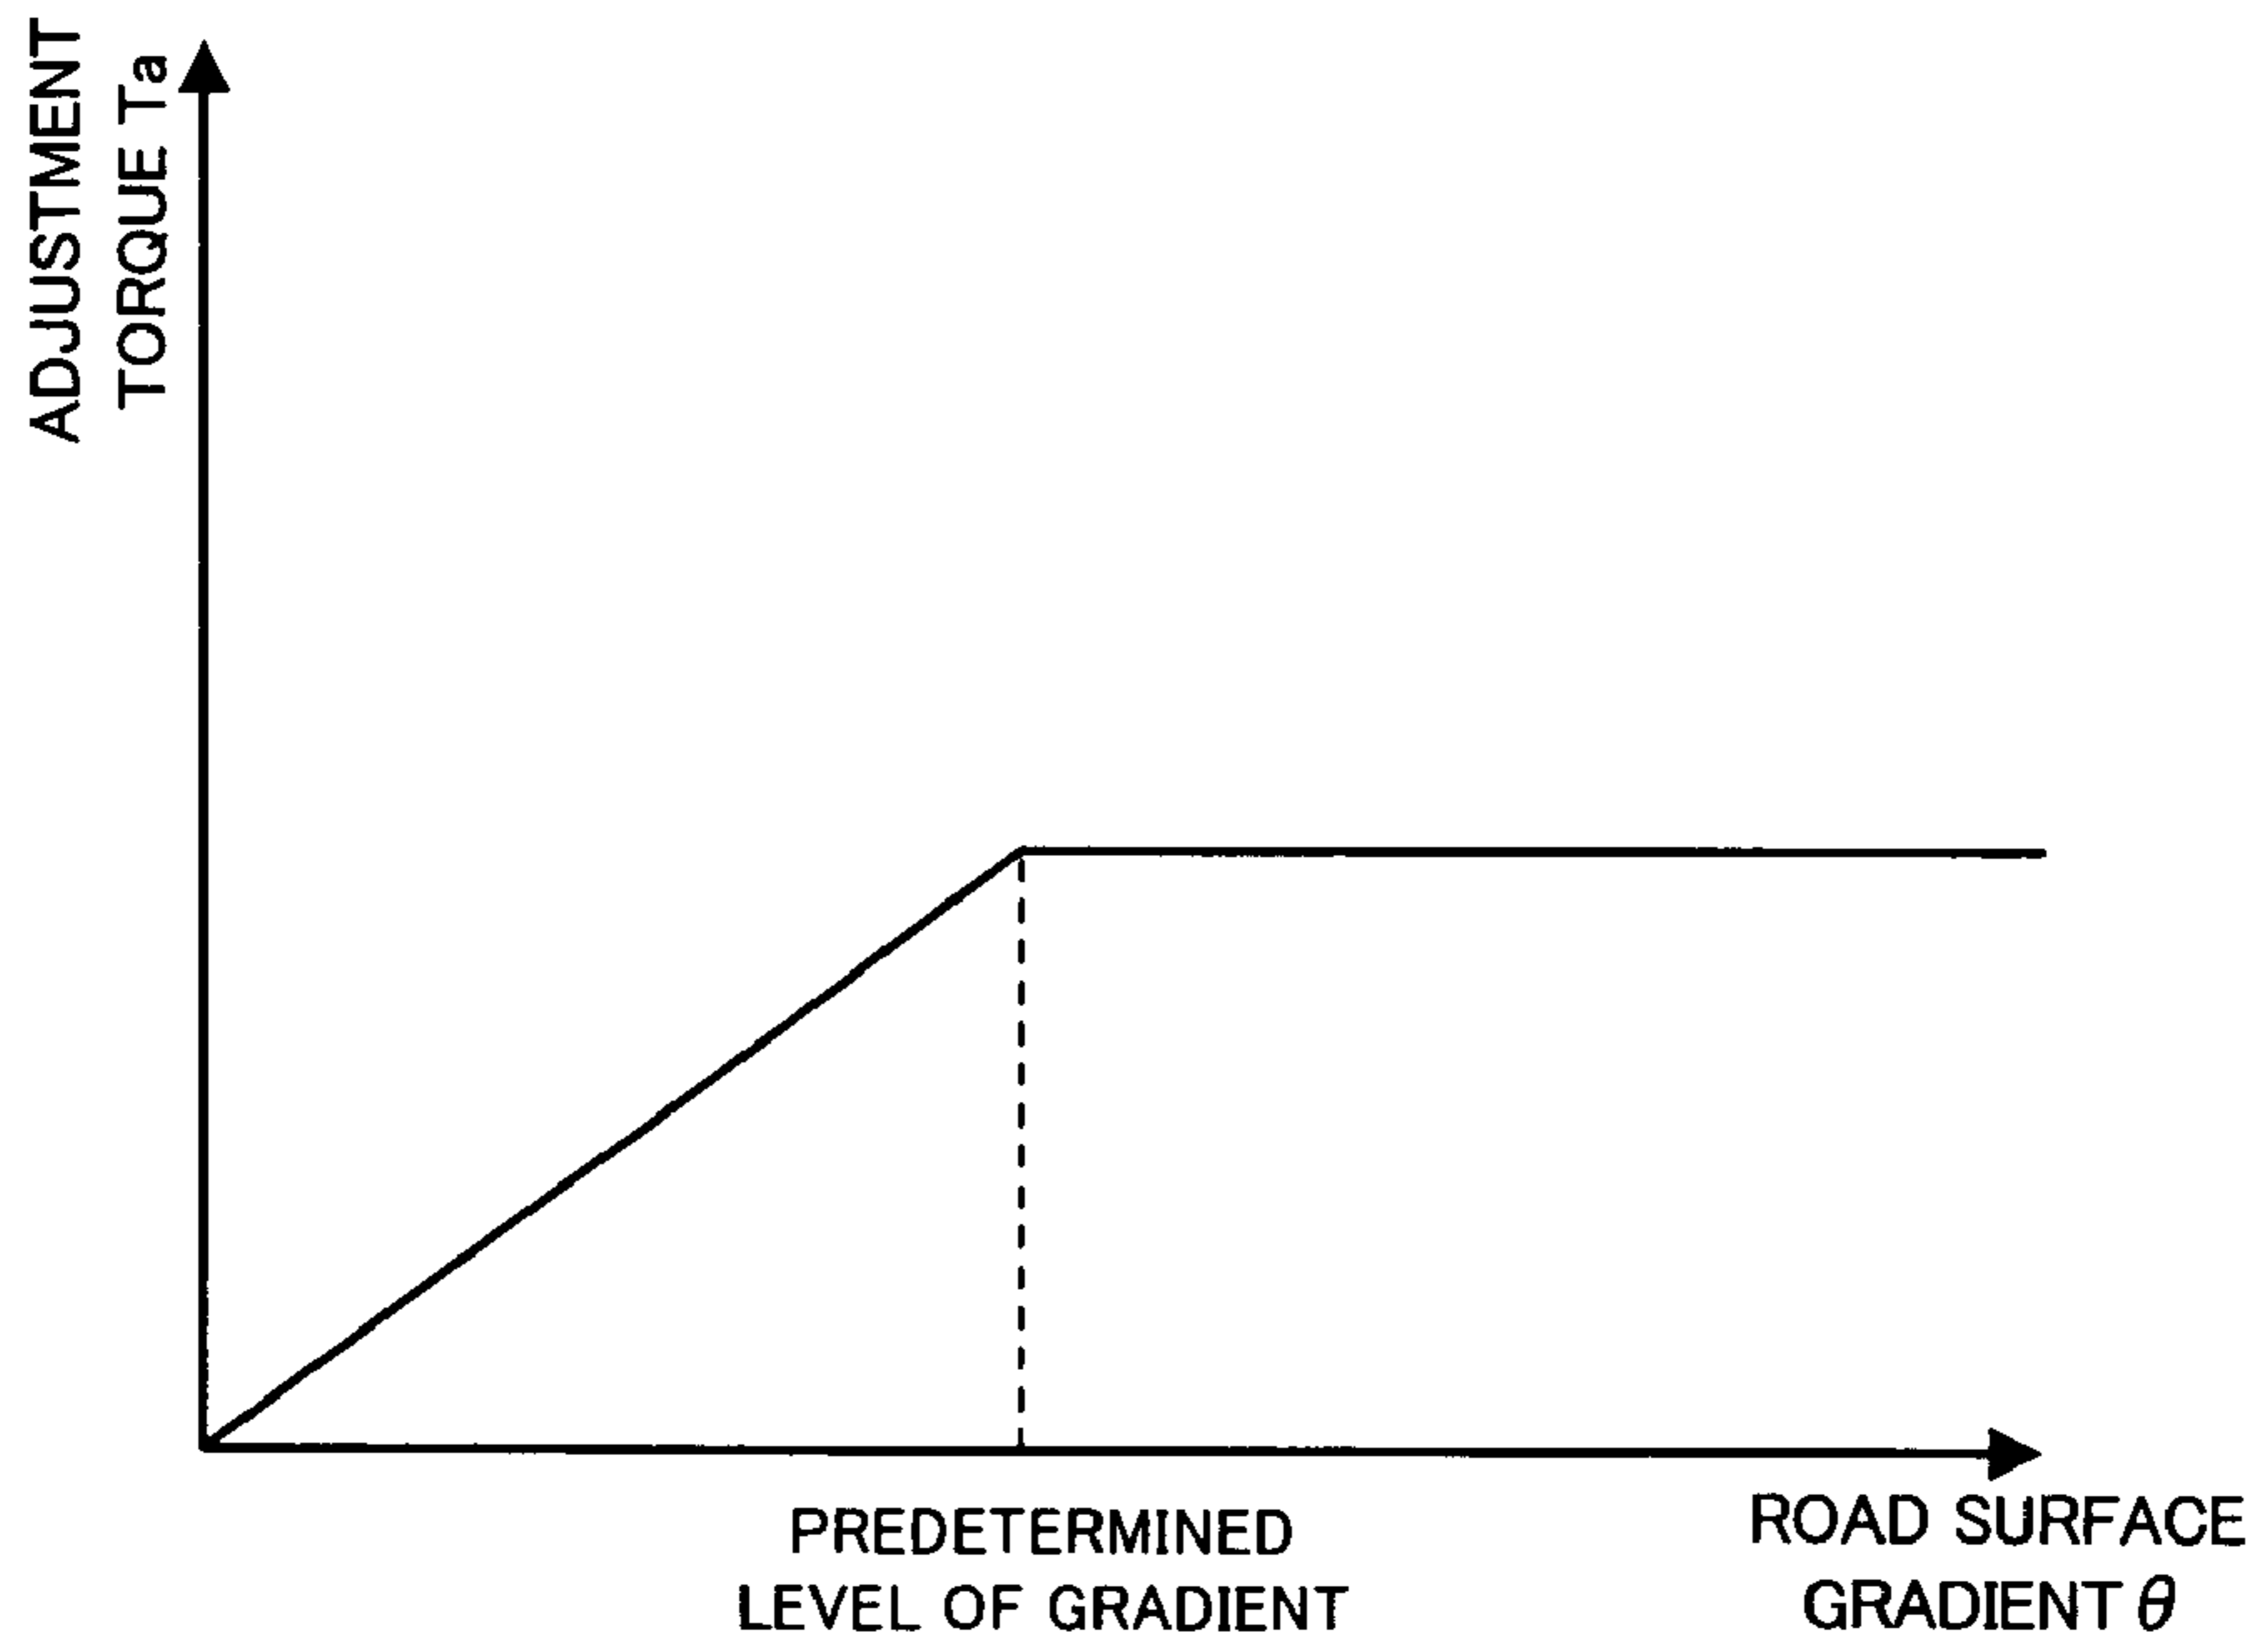 ADJUSTMENT
TORQUE Ta
PREDETERMINED
LEVEL OF GRADIENT
ROAD SURFACE
GRADIENT θ